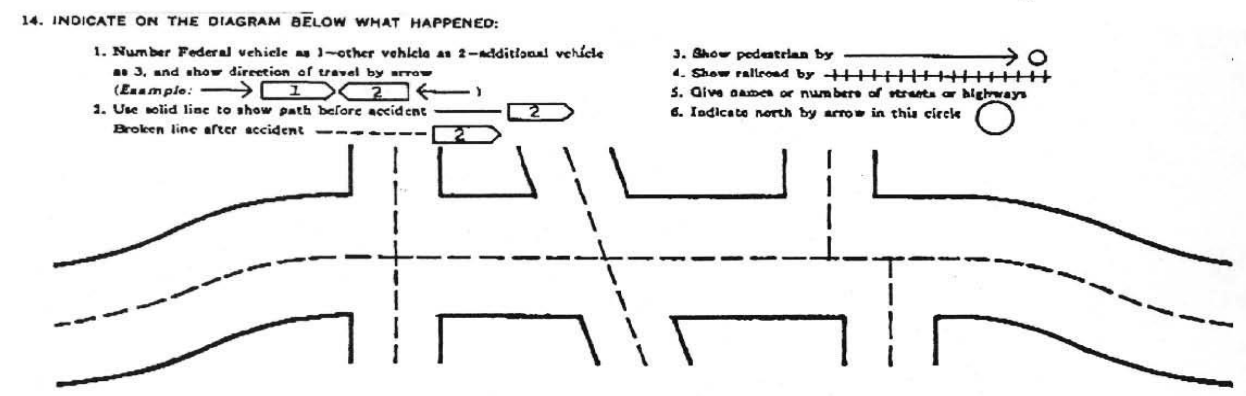 14. INDICATE ON THE DIAGRAM BELOW WHAT HAPPENED:
1. Number Federal vehicle as 1—other vehicle as 2—additional vehicle
as 3, and show direction of travel by arrow
(Example: 1 2 )
2. Use solid line to show path before accident 2
Broken line after accident 2
3. Show pedestrian by
4. Show railroad by
5. Give names or numbers of streets or highways
6. Indicate north by arrow in this circle